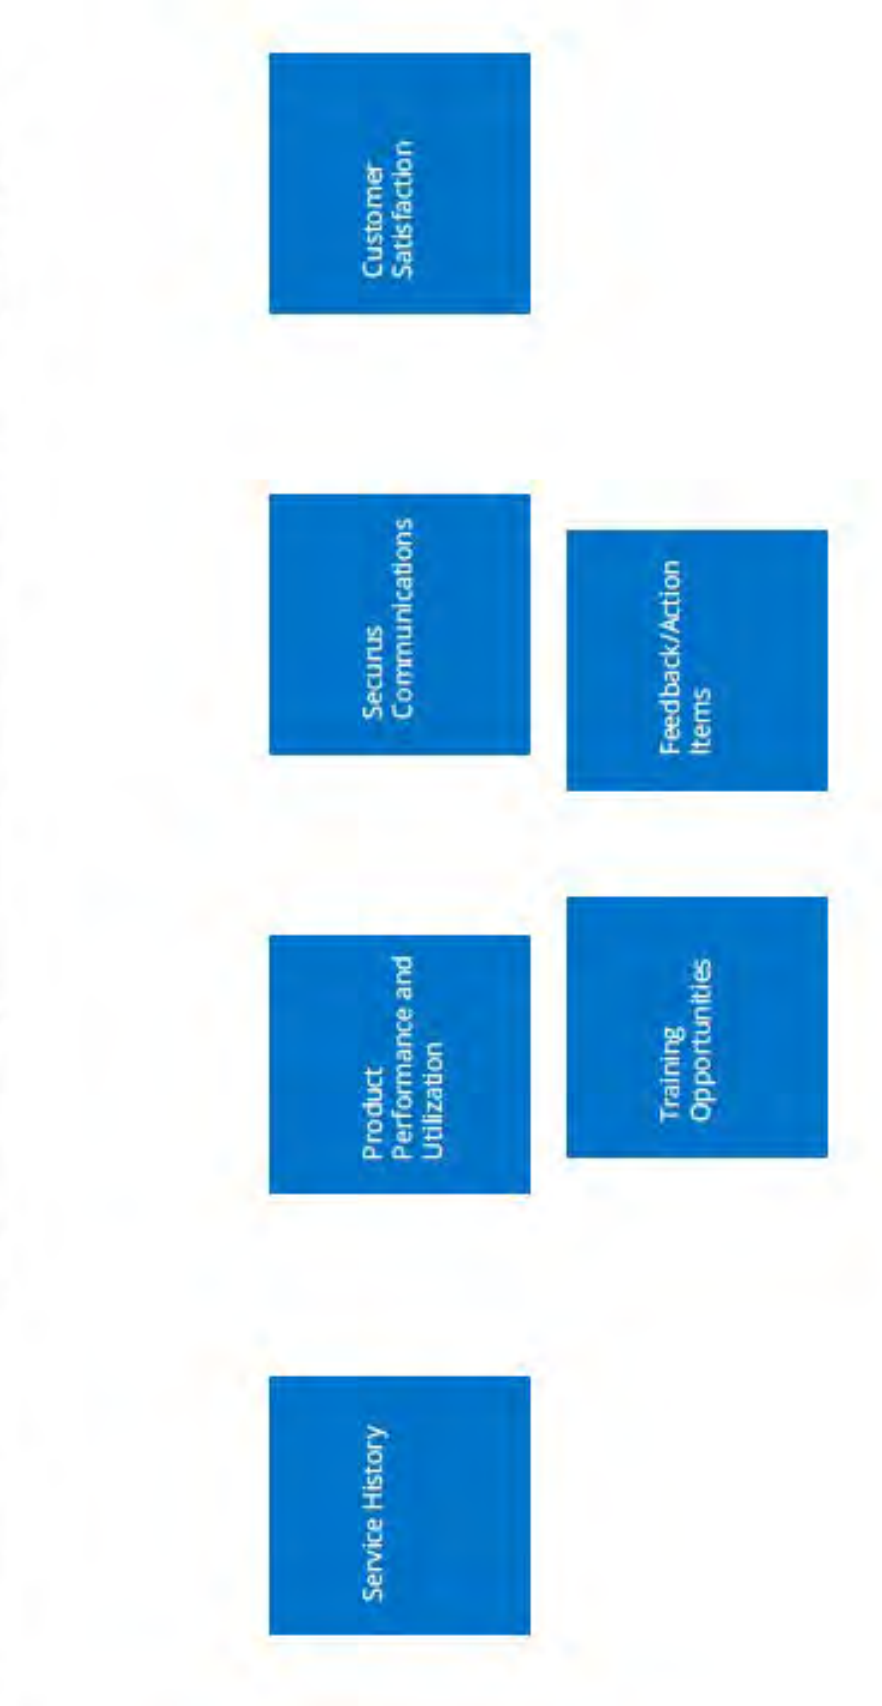 Service History
Product
Performance and
Utilization
Securus
Communications
Customer
Satisfaction
Training
Opportunities
Feedback/Action
Items